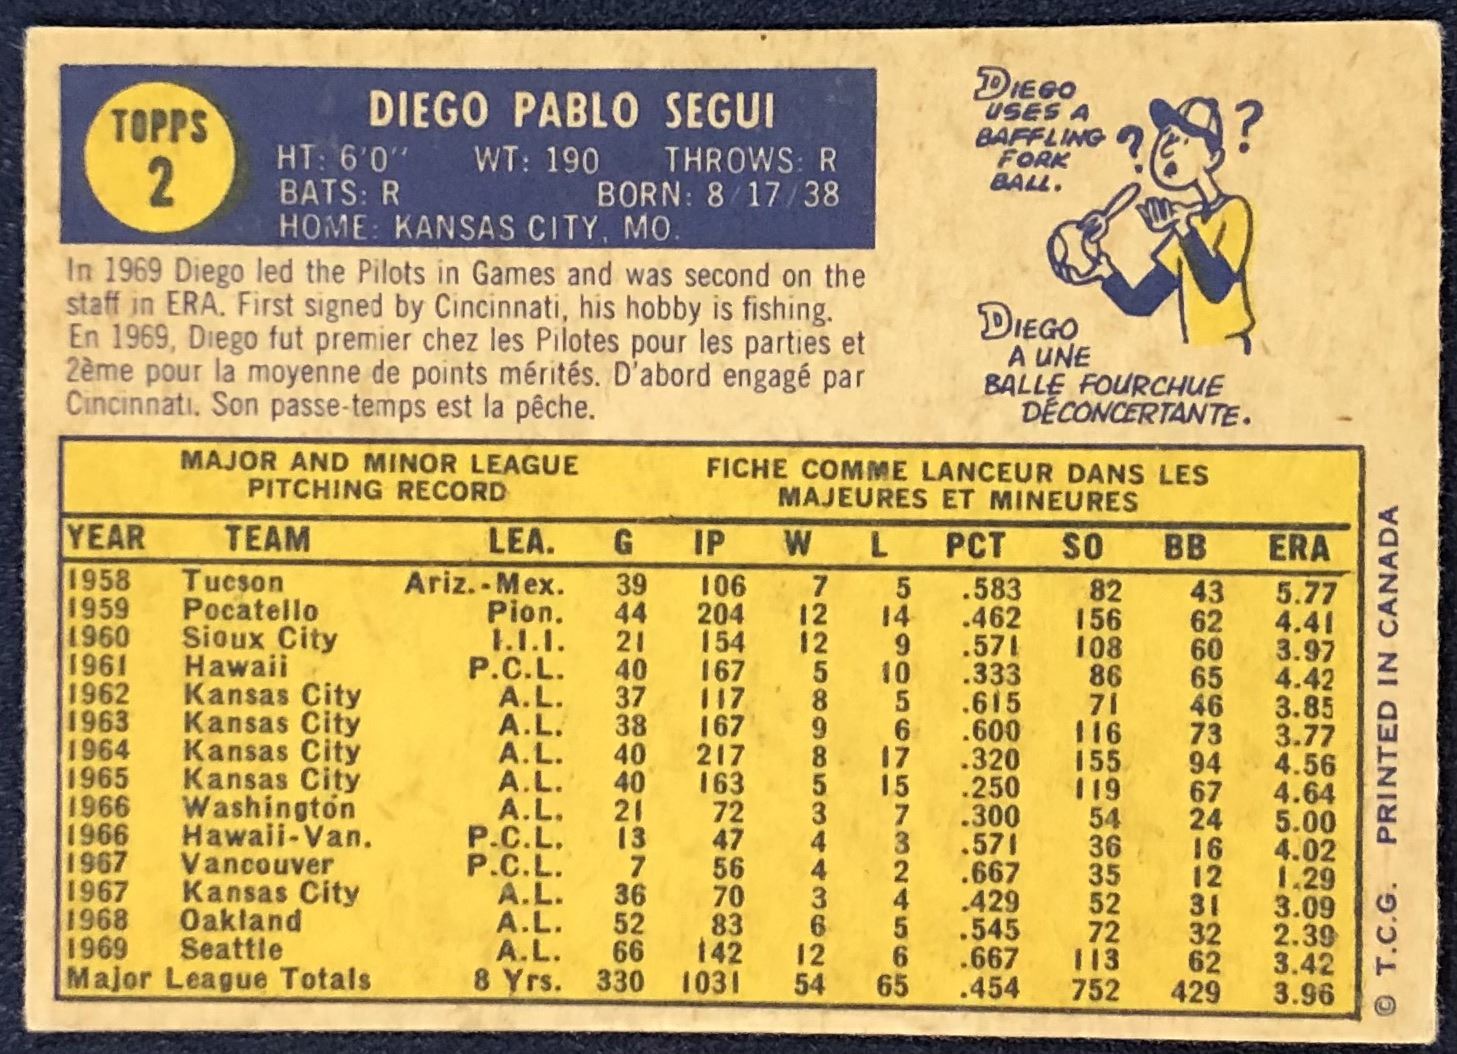 TOPPS
2
DIEGO PABLO SEGUI
HT: 6'0" WT: 190 THROWS: R
BATS: R BORN: 8/17/38
HOME: KANSAS CITY, MO.
In 1969 Diego led the Pilots in Games and was second on the
staff in ERA. First signed by Cincinnati, his hobby is fishing.
En 1969, Diego fut premier chez les Pilotes pour les parties et
2ème pour la moyenne de points mérités. D'abord engagé par
Cincinnati. Son passe-temps est la pêche.
DIEGO
USES A
BAFFLING
FORK
BALL.
? ?
DIEGO
A UNE
BALLE FOURCHUE
DÉCONCERTANTE.
MAJOR AND MINOR LEAGUE
PITCHING RECORD
FICHE COMME LANCEUR DANS LES
MAJEURES ET MINEURES
YEAR TEAM LEA. G IP W L PCT SO BB ERA
1958 Tucson Ariz.-Mex. 39 106 7 5 .583 82 43 5.77
1959 Pocatello Pion. 44 204 12 14 .462 156 62 4.41
1960 Sioux City I.I.I. 21 154 12 9 .571 108 60 3.97
1961 Hawaii P.C.L. 40 167 5 10 .333 86 65 4.42
1962 Kansas City A.L. 37 117 8 5 .615 71 46 3.85
1963 Kansas City A.L. 38 167 9 6 .600 116 73 3.77
1964 Kansas City A.L. 40 217 8 17 .320 155 94 4.56
1965 Kansas City A.L. 40 163 5 15 .250 119 67 4.64
1966 Washington A.L. 21 72 3 7 .300 54 24 5.00
1966 Hawaii-Van. P.C.L. 13 47 4 3 .571 36 16 4.02
1967 Vancouver P.C.L. 7 56 4 2 .667 35 12 1.29
1967 Kansas City A.L. 36 70 3 4 .429 52 31 3.09
1968 Oakland A.L. 52 83 6 5 .545 72 32 2.39
1969 Seattle A.L. 66 142 12 6 .667 113 62 3.42
Major League Totals 8 Yrs. 330 1031 54 65 .454 752 429 3.96
© T.C.G. PRINTED IN CANADA